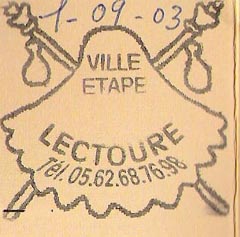 1-09-03
VILLE
ETAPE
LECTOURE
Tél. 05.62.68.76.98